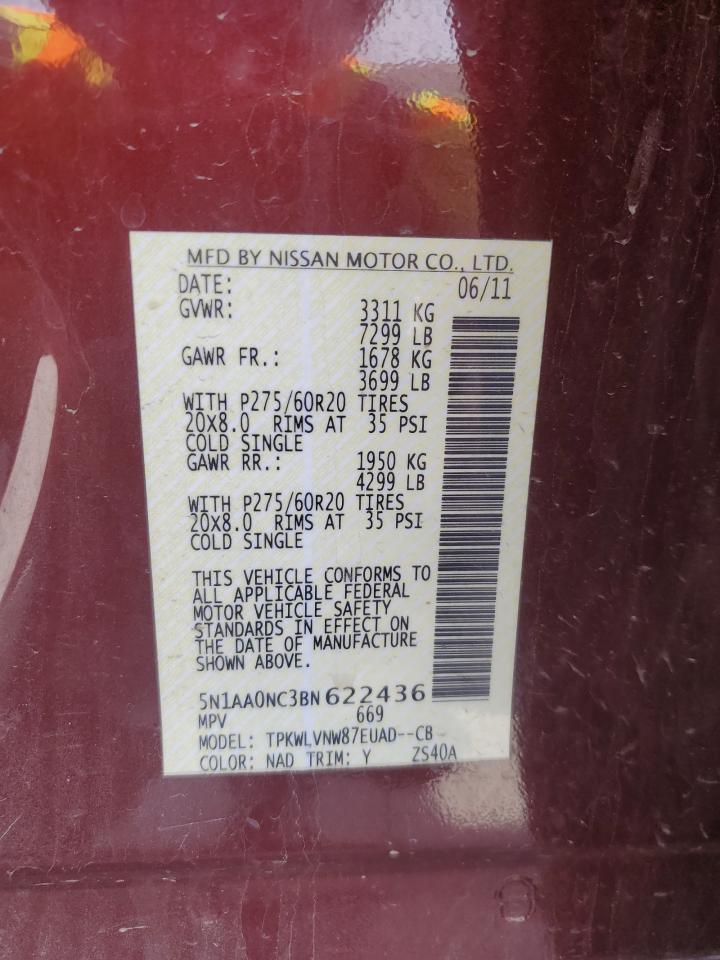 MFD BY NISSAN MOTOR CO., LTD.
DATE: 06/11
GVWR: 3311 KG
7299 LB
GAWR FR.: 1678 KG
3699 LB
WITH P275/60R20 TIRES
20X8.0 RIMS AT 35 PSI
COLD SINGLE
GAWR RR.: 1950 KG
4299 LB
WITH P275/60R20 TIRES
20X8.0 RIMS AT 35 PSI
COLD SINGLE
THIS VEHICLE CONFORMS TO
ALL APPLICABLE FEDERAL
MOTOR VEHICLE SAFETY
STANDARDS IN EFFECT ON
THE DATE OF MANUFACTURE
SHOWN ABOVE.
5N1AA0NC3BN622436
MPV 669
MODEL: TPKWLVNW87EUAD--CB
COLOR: NAD TRIM: Y ZS40A